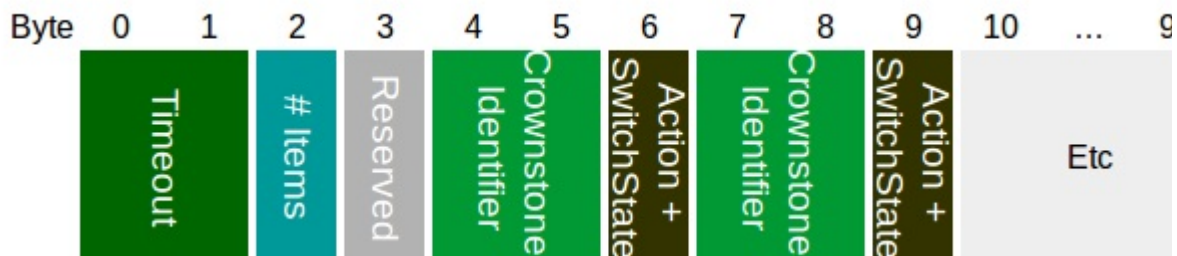 Byte 0 1 2 3 4 5 6 7 8 9 10 ... 9
Timeout
# Items
Reserved
Crownstone
Identifier
Action +
SwitchState
Crownstone
Identifier
Action +
SwitchState
Etc